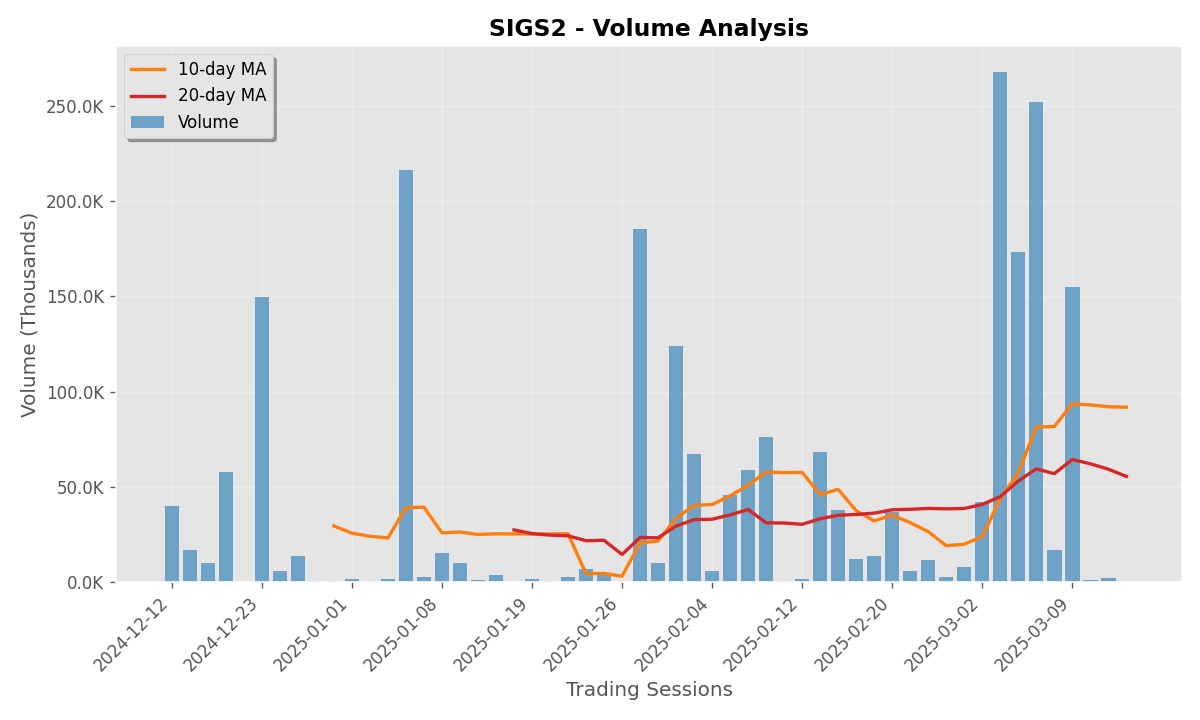 SIGS2 - Volume Analysis
10-day MA
20-day MA
Volume
Volume (Thousands)
250.0K
200.0K
150.0K
100.0K
50.0K
0.0K
2024-12-12
2024-12-23
2025-01-01
2025-01-08
2025-01-19
2025-01-26
2025-02-04
2025-02-12
2025-02-20
2025-03-02
2025-03-09
Trading Sessions